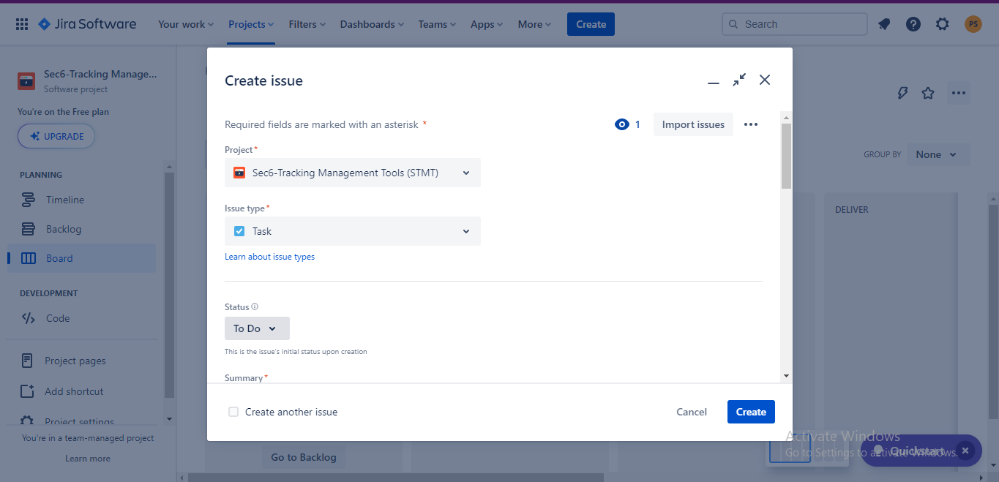 Jira Software
Your work
Projects
Filters
Dashboards
Teams
Apps
More
Create
Search
PS
Sec6-Tracking Manage...
Software project
You're on the Free plan
UPGRADE
PLANNING
Timeline
Backlog
Board
DEVELOPMENT
Code
Project pages
Add shortcut
Project settings
You're in a team-managed project
Learn more
Create issue
Required fields are marked with an asterisk *
1
Import issues
Project*
Sec6-Tracking Management Tools (STMT)
Issue type*
Task
Learn about issue types
Status
To Do
This is the issue's initial status upon creation
Summary*
Create another issue
Cancel
Create
GROUP BY
None
DELIVER
Go to Backlog
Activate Windows
Go to Settings to activate Windows.
Quickstart